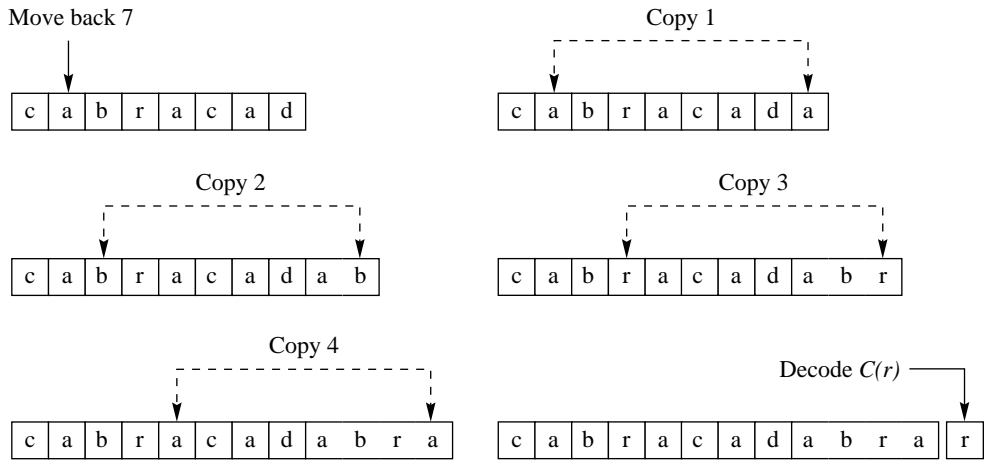 Move back 7
c a b r a c a d
Copy 1
c a b r a c a d a
Copy 2
c a b r a c a d a b
Copy 3
c a b r a c a d a b r
Copy 4
c a b r a c a d a b r a
Decode C(r)
c a b r a c a d a b r a r